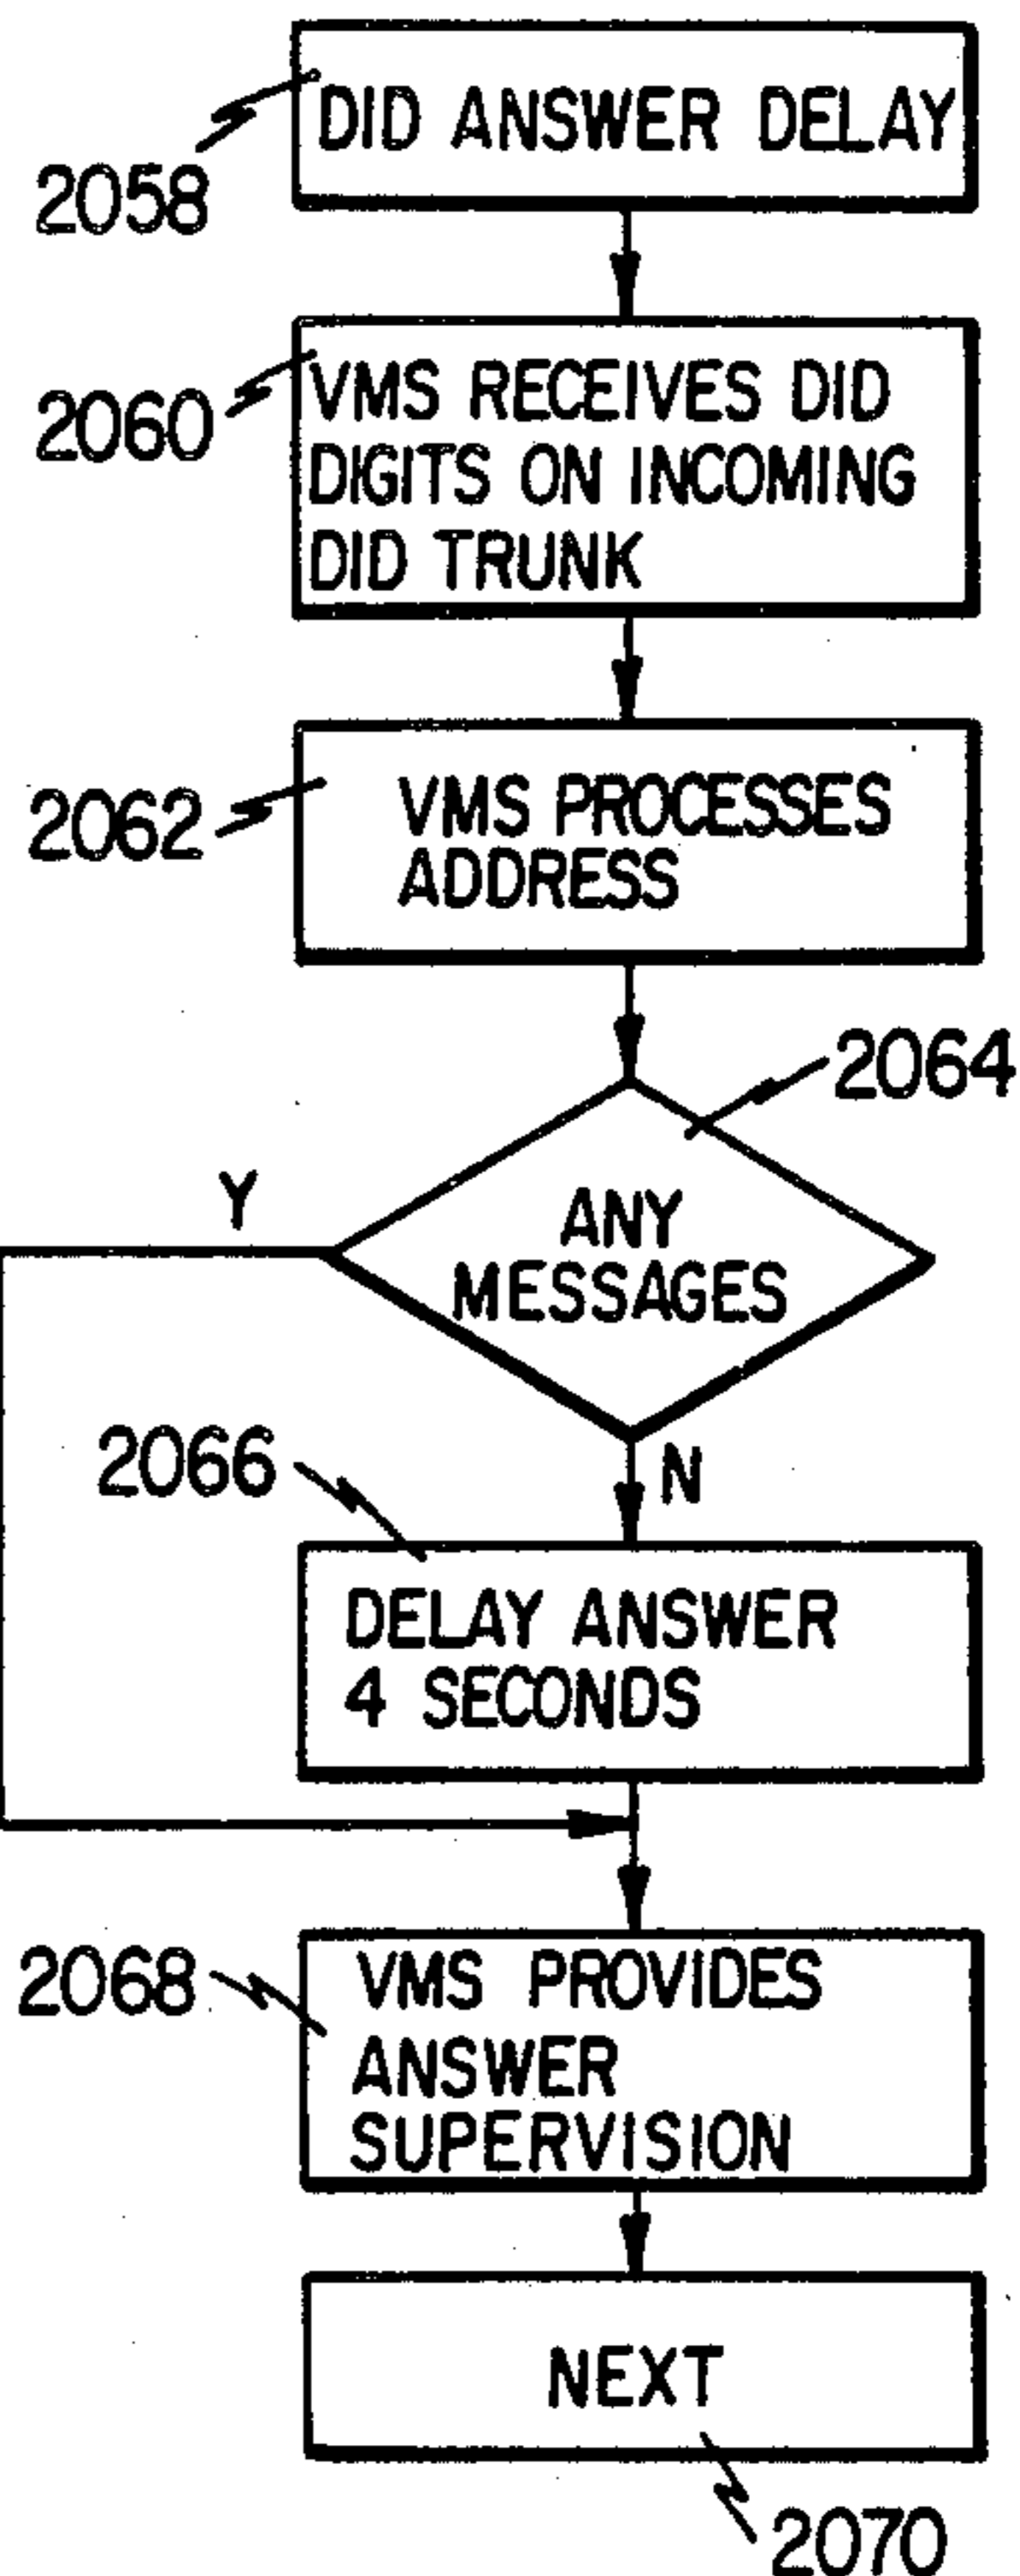 DID ANSWER DELAY
2058
VMS RECEIVES DID
DIGITS ON INCOMING
DID TRUNK
2060
VMS PROCESSES
ADDRESS
2062
2064
Y
ANY
MESSAGES
N
2066
DELAY ANSWER
4 SECONDS
2068
VMS PROVIDES
ANSWER
SUPERVISION
NEXT
2070